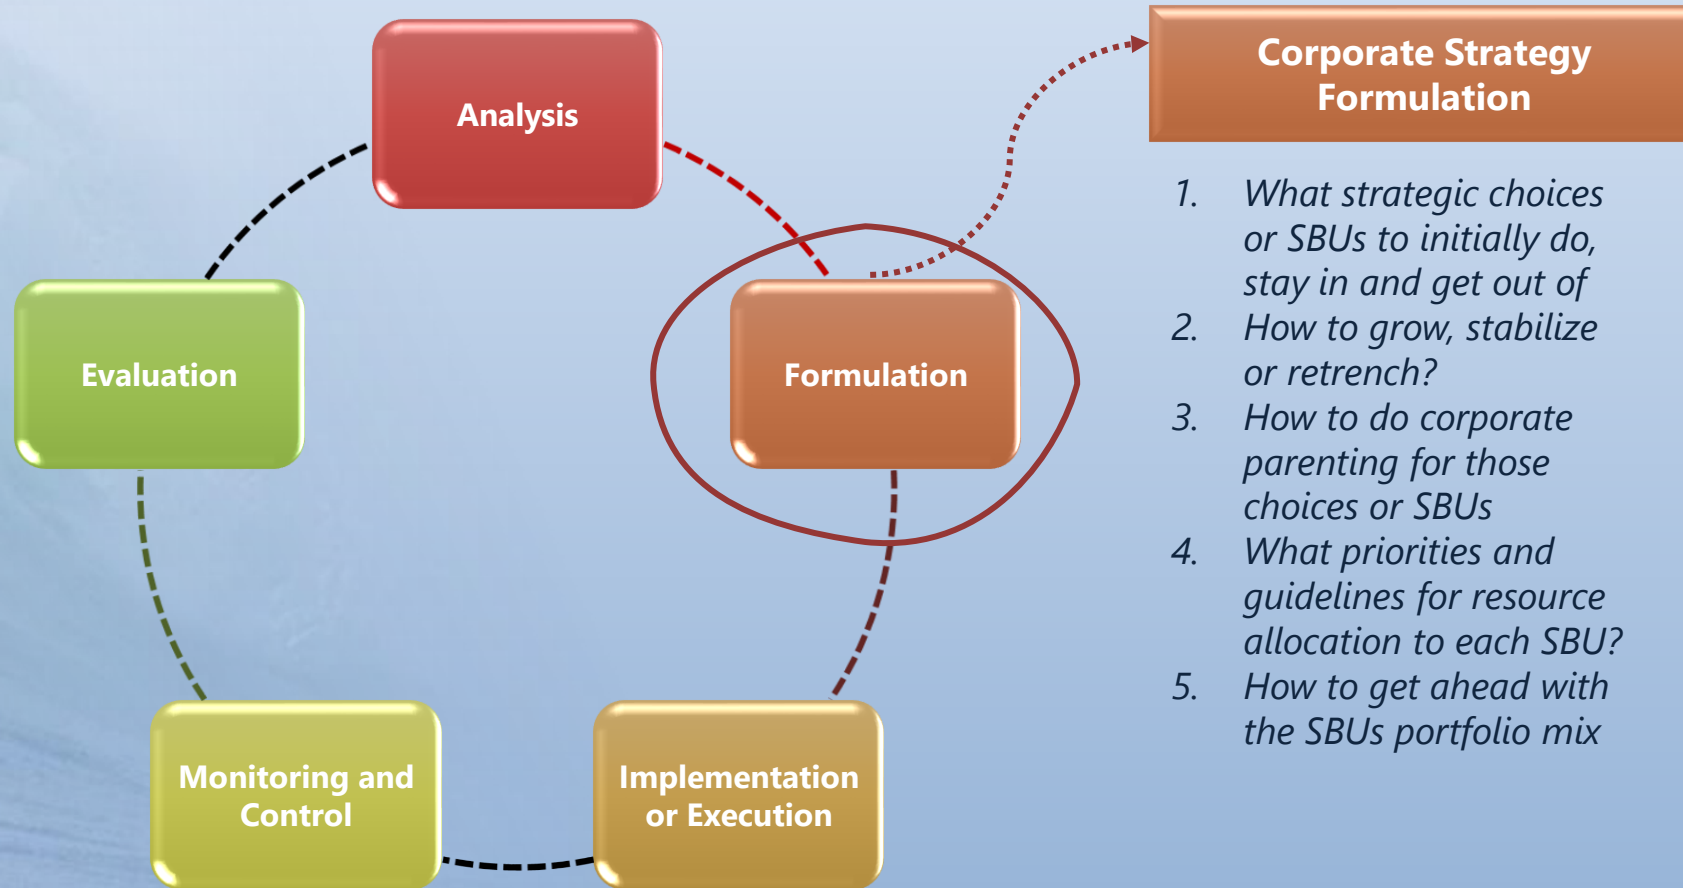 Analysis
Corporate Strategy
Formulation
Evaluation
Formulation
Monitoring and
Control
Implementation
or Execution
1. What strategic choices
or SBUs to initially do,
stay in and get out of
2. How to grow, stabilize
or retrench?
3. How to do corporate
parenting for those
choices or SBUs
4. What priorities and
guidelines for resource
allocation to each SBU?
5. How to get ahead with
the SBUs portfolio mix